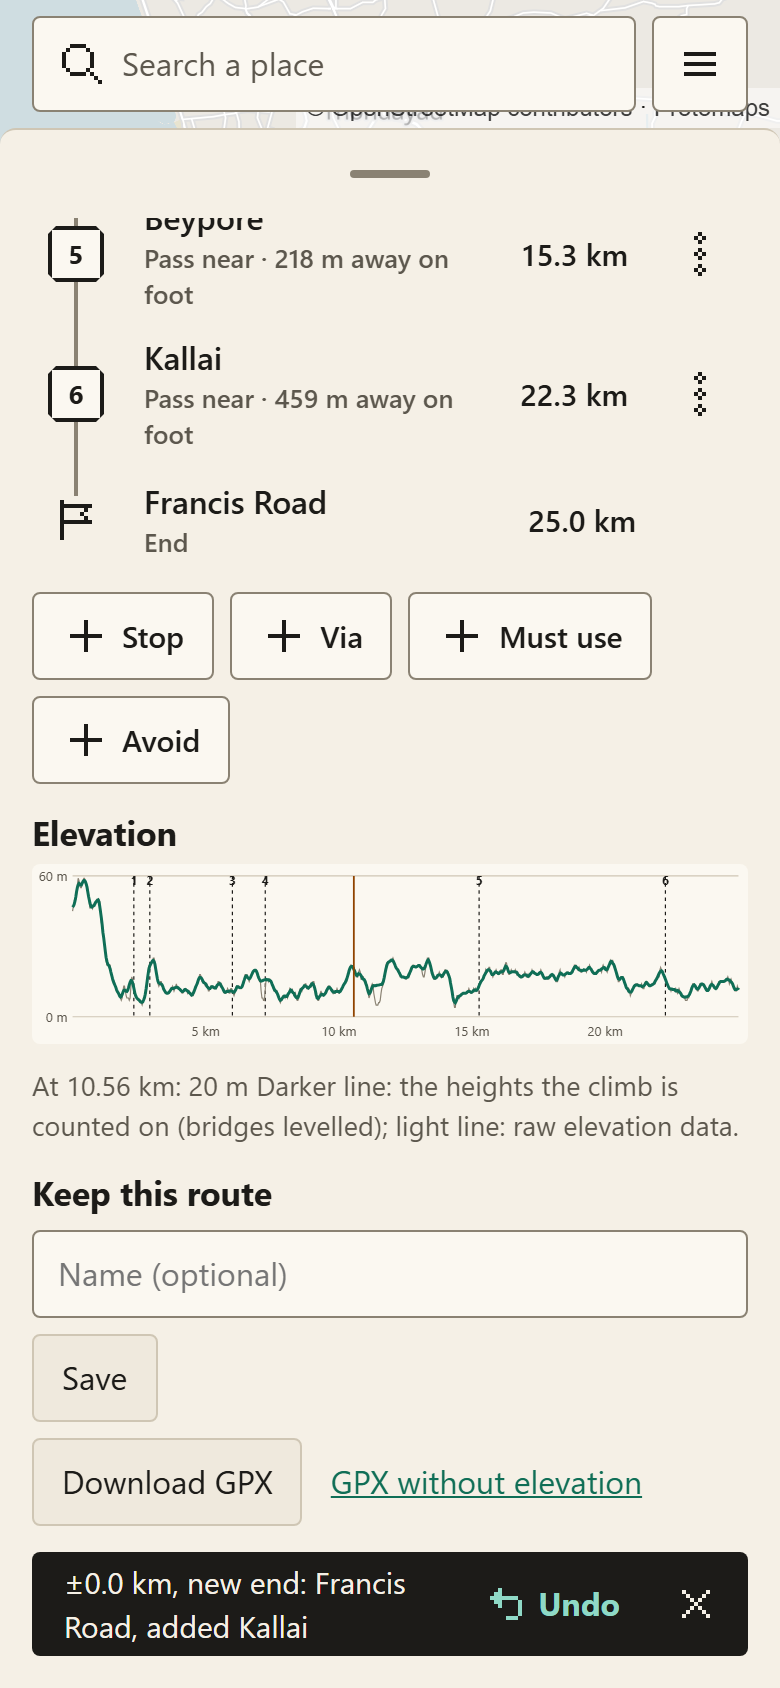 Search a place
© OpenStreetMap contributors · Protomaps
Beypore
5
15.3 km
Pass near · 218 m away on
foot
Kallai
6
22.3 km
Pass near · 459 m away on
foot
Francis Road
25.0 km
End
Stop
Via
Must use
Avoid
Elevation
60 m
1 2 3 4 5 6
0 m
5 km 10 km 15 km 20 km
At 10.56 km: 20 m Darker line: the heights the climb is
counted on (bridges levelled); light line: raw elevation data.
Keep this route
Name (optional)
Save
Download GPX GPX without elevation
±0.0 km, new end: Francis
Road, added Kallai
Undo